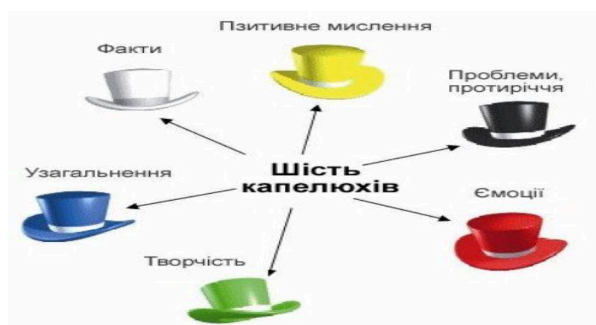 Пзитивне мислення
Факти
Проблеми,
протиріччя
Шість
капелюхів
Узагальнення
Ємоції
Творчість